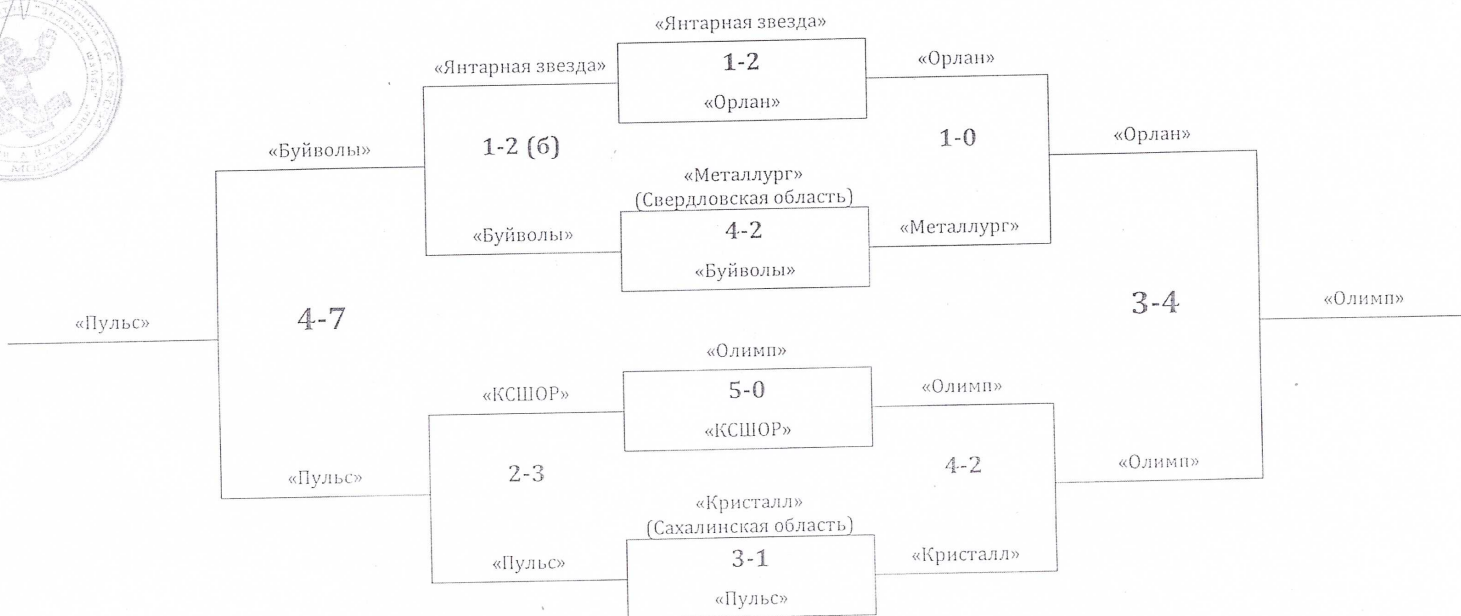 «Янтарная звезда»
1-2
«Орлан»
«Янтарная звезда»
«Орлан»
1-2 (б)
1-0
«Буйволы»
«Орлан»
«Металлург»
(Свердловская область)
4-2
«Буйволы»
«Буйволы»
«Металлург»
4-7
3-4
«Пульс»
«Олимп»
«Олимп»
5-0
«КСШОР»
«КСШОР»
«Олимп»
2-3
4-2
«Пульс»
«Олимп»
«Кристалл»
(Сахалинская область)
3-1
«Пульс»
«Пульс»
«Кристалл»
МОСКВА